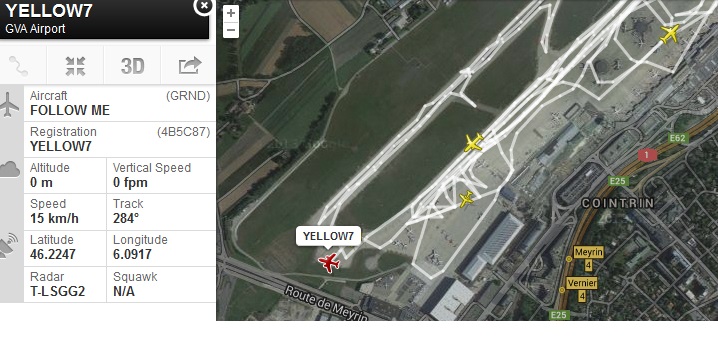 YELLOW7
GVA Airport
3D
Aircraft (GRND)
FOLLOW ME
Registration (4B5C87)
YELLOW7
Altitude Vertical Speed
0 m 0 fpm
Speed Track
15 km/h 284°
Latitude Longitude
46.2247 6.0917
Radar Squawk
T-LSGG2 N/A
+
−
E62
1
E25
COINTRIN
YELLOW7
Meyrin
4
Vernier
4
Route de Meyrin
E25